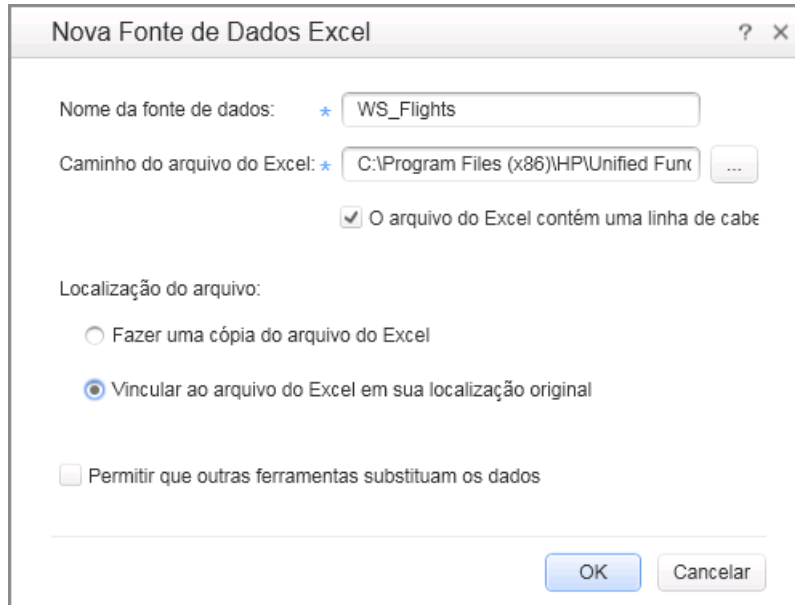 Nova Fonte de Dados Excel ? ×
Nome da fonte de dados: * WS_Flights
Caminho do arquivo do Excel: * C:\Program Files (x86)\HP\Unified Func ...
O arquivo do Excel contém uma linha de cabe
Localização do arquivo:
Fazer uma cópia do arquivo do Excel
Vincular ao arquivo do Excel em sua localização original
Permitir que outras ferramentas substituam os dados
OK Cancelar